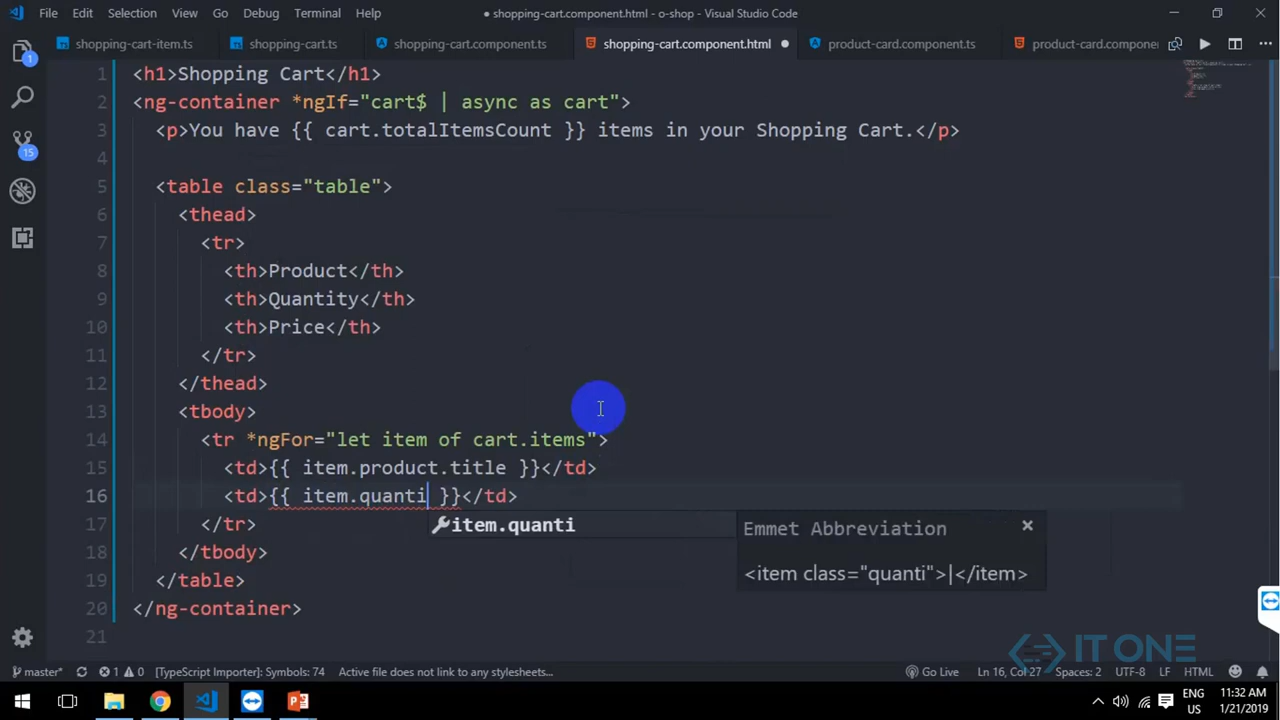 File Edit Selection View Go Debug Terminal Help
● shopping-cart.component.html - o-shop - Visual Studio Code
shopping-cart-item.ts shopping-cart.ts shopping-cart.component.ts shopping-cart.component.html ● product-card.component.ts product-card.compone
1 <h1>Shopping Cart</h1>
2 <ng-container *ngIf="cart$ | async as cart">
3 <p>You have {{ cart.totalItemsCount }} items in your Shopping Cart.</p>
4
5 <table class="table">
6 <thead>
7 <tr>
8 <th>Product</th>
9 <th>Quantity</th>
10 <th>Price</th>
11 </tr>
12 </thead>
13 <tbody>
14 <tr *ngFor="let item of cart.items">
15 <td>{{ item.product.title }}</td>
16 <td>{{ item.quanti }}</td>
17 </tr>
item.quanti
Emmet Abbreviation
<item class="quanti">|</item>
18 </tbody>
19 </table>
20 </ng-container>
21
1
15
IT ONE
master* 1 0 [TypeScript Importer]: Symbols: 74 Active file does not link to any stylesheets... Go Live Ln 16, Col 27 Spaces: 2 UTF-8 LF HTML
ENG US
11:32 AM
1/21/2019